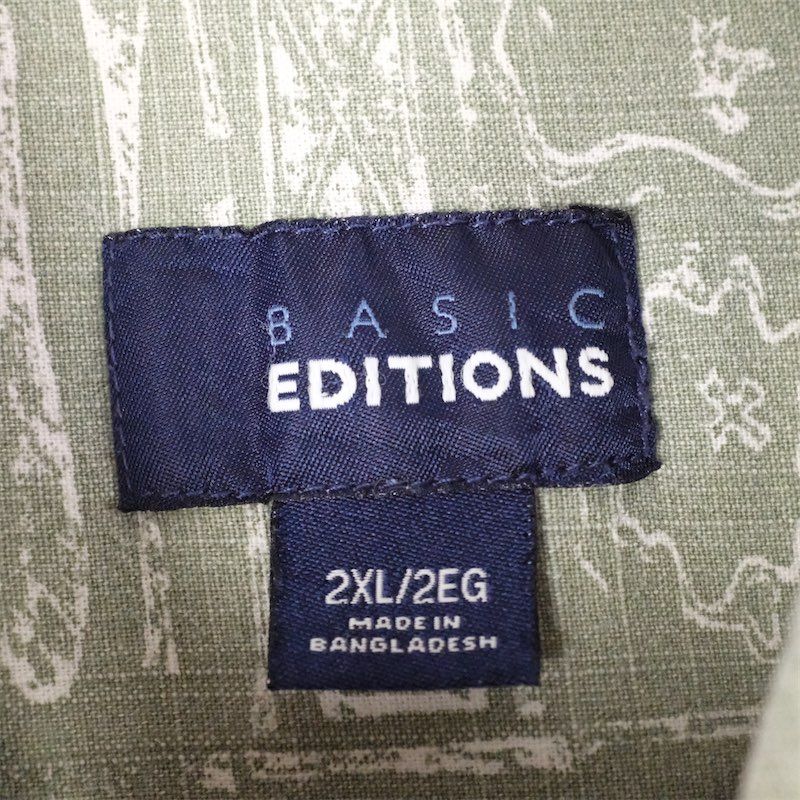 BASIC
EDITIONS
2XL/2EG
MADE IN
BANGLADESH